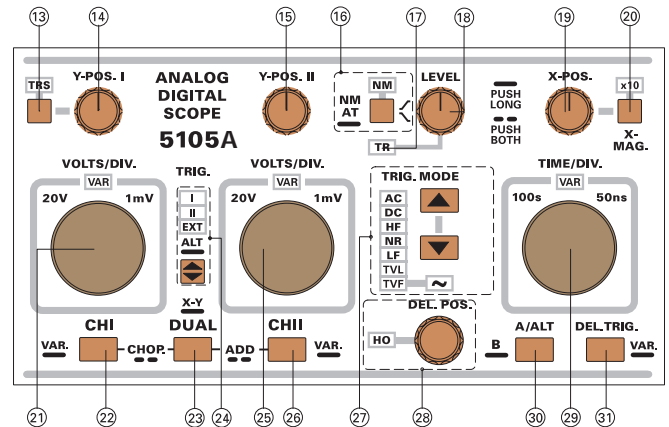 13 14 15 16 17 18 19 20
TRS
Y-POS. I
ANALOG
DIGITAL
SCOPE
5105A
Y-POS. II
NM
AT
NM
LEVEL
TR
PUSH
LONG
PUSH
BOTH
X-POS.
x10
X-
MAG.
VOLTS/DIV.
VAR
20V 1mV
TRIG.
I
II
EXT
ALT
VOLTS/DIV.
VAR
20V 1mV
TRIG. MODE
AC
DC
HF
NR
LF
TVL
TVF
~
TIME/DIV.
VAR
100s 50ns
X-Y
CHI
DUAL
CHII
VAR.
CHOP.
ADD
VAR.
DEL. POS.
HO
A/ALT
B
DEL.TRIG.
VAR.
21 22 23 24 25 26 27 28 30 29 31